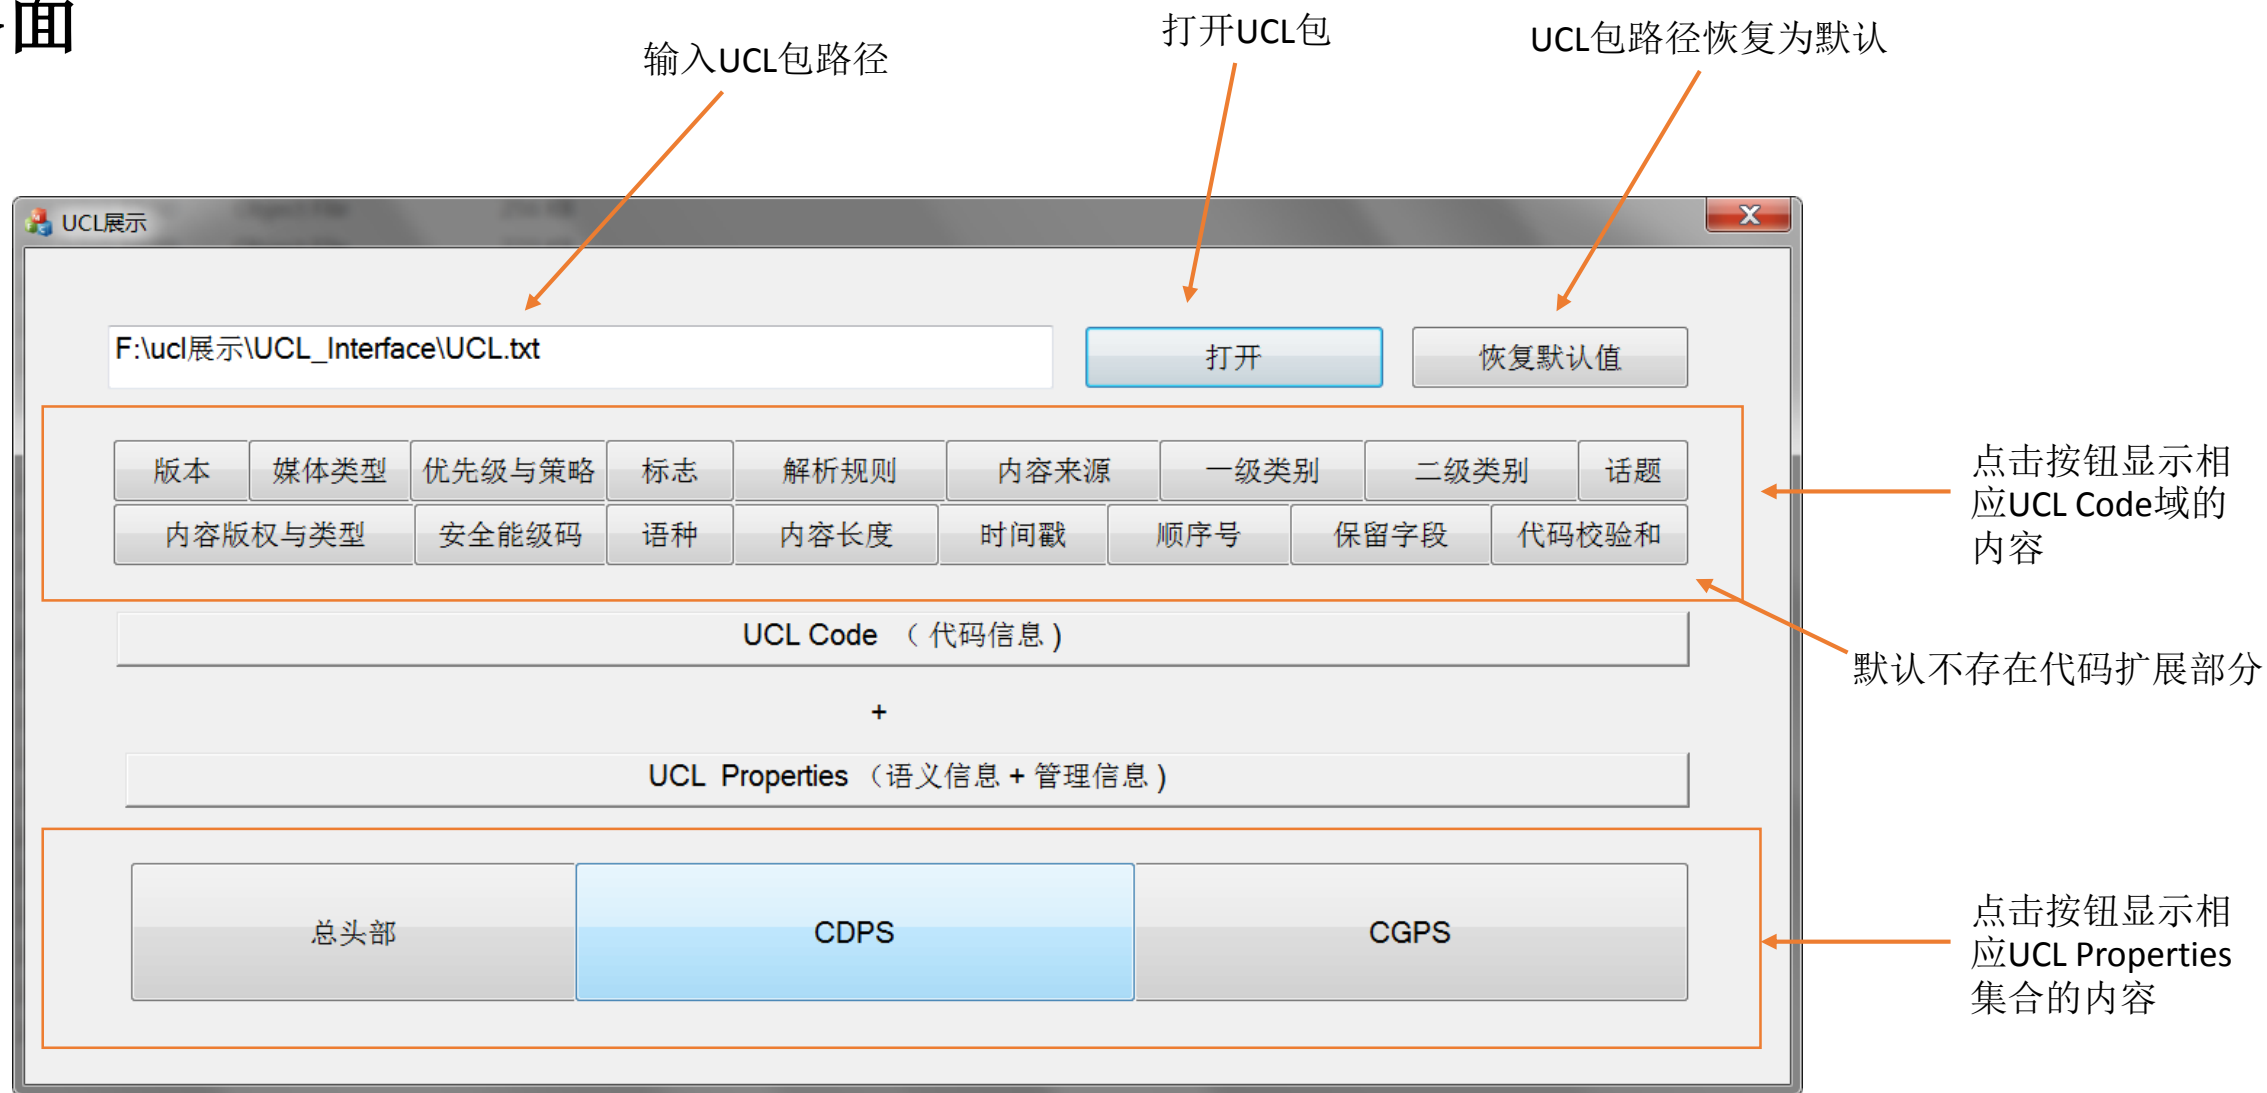 面
输入UCL包路径
打开UCL包
UCL包路径恢复为默认
UCL展示
F:\ucl展示\UCL_Interface\UCL.txt
打开
恢复默认值
版本 媒体类型 优先级与策略 标志 解析规则 内容来源 一级类别 二级类别 话题
内容版权与类型 安全能级码 语种 内容长度 时间戳 顺序号 保留字段 代码校验和
点击按钮显示相
应UCL Code域的
内容
UCL Code （ 代码信息 )
默认不存在代码扩展部分
+
UCL Properties （语义信息 + 管理信息 )
总头部 CDPS CGPS
点击按钮显示相
应UCL Properties
集合的内容